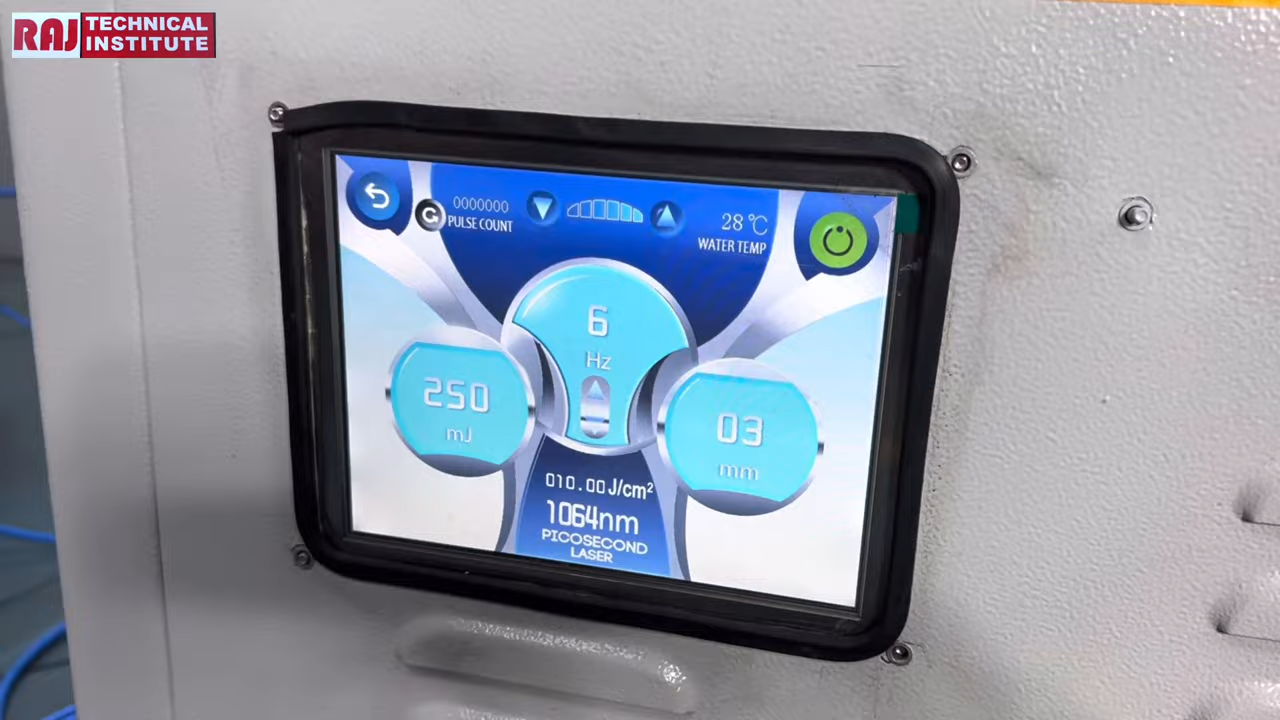 RAJ TECHNICAL
INSTITUTE
0000000
PULSE COUNT
28 °C
WATER TEMP
6
Hz
250
mJ
03
mm
010.00 J/cm²
1064nm
PICOSECOND
LASER